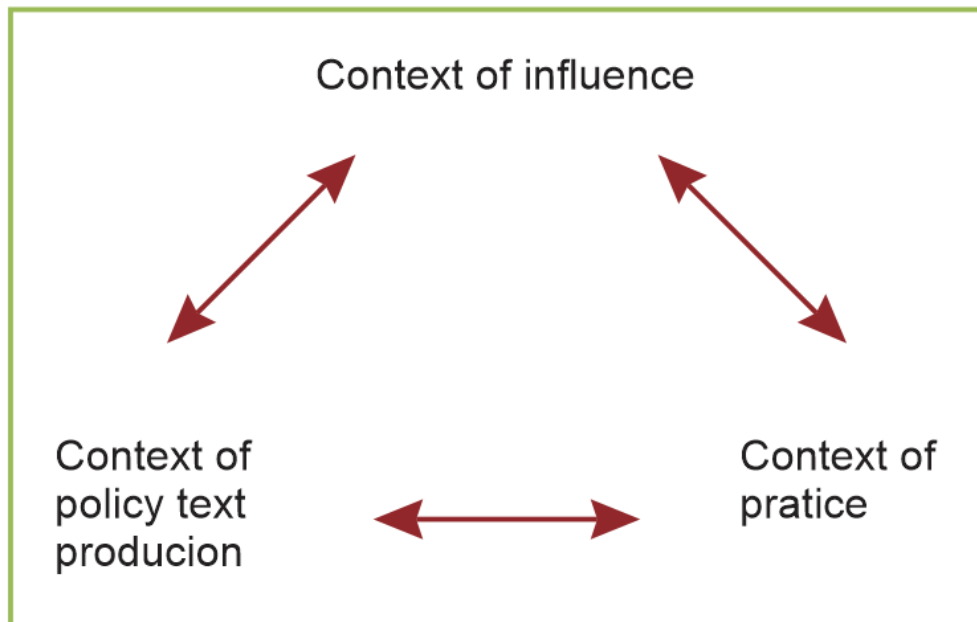 Context of influence
Context of
policy text
producion
Context of
pratice